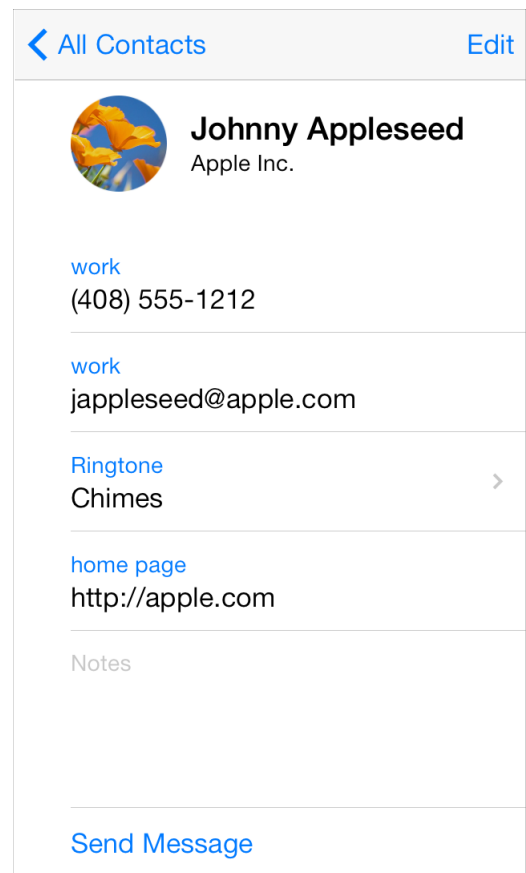 All Contacts Edit
Johnny Appleseed
Apple Inc.
work
(408) 555-1212
work
jappleseed@apple.com
Ringtone
Chimes
home page
http://apple.com
Notes
Send Message